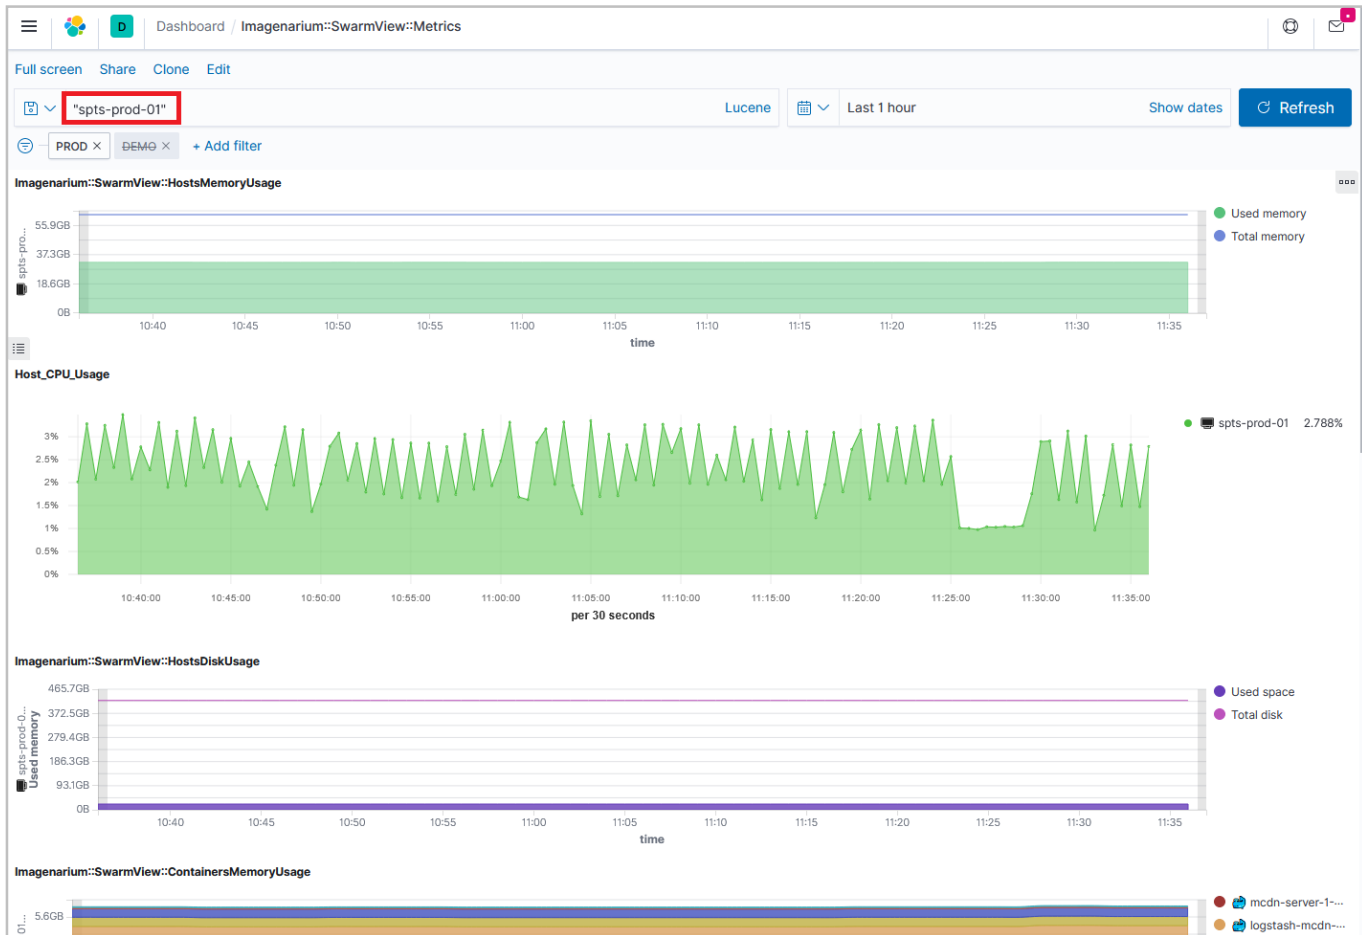 D Dashboard / Imagenarium::SwarmView::Metrics
Full screen Share Clone Edit
"spts-prod-01" Lucene Last 1 hour Show dates Refresh
PROD × DEMO × + Add filter
Imagenarium::SwarmView::HostsMemoryUsage
55.9GB
37.3GB
18.6GB
0B
spts-pro...
10:40 10:45 10:50 10:55 11:00 11:05 11:10 11:15 11:20 11:25 11:30 11:35
time
Used memory
Total memory
Host_CPU_Usage
3%
2.5%
2%
1.5%
1%
0.5%
0%
10:40:00 10:45:00 10:50:00 10:55:00 11:00:00 11:05:00 11:10:00 11:15:00 11:20:00 11:25:00 11:30:00 11:35:00
per 30 seconds
spts-prod-01 2.788%
Imagenarium::SwarmView::HostsDiskUsage
465.7GB
372.5GB
279.4GB
186.3GB
93.1GB
0B
spts-prod-0...
Used memory
10:40 10:45 10:50 10:55 11:00 11:05 11:10 11:15 11:20 11:25 11:30 11:35
time
Used space
Total disk
Imagenarium::SwarmView::ContainersMemoryUsage
5.6GB
01...
mcdn-server-1-...
logstash-mcdn-...